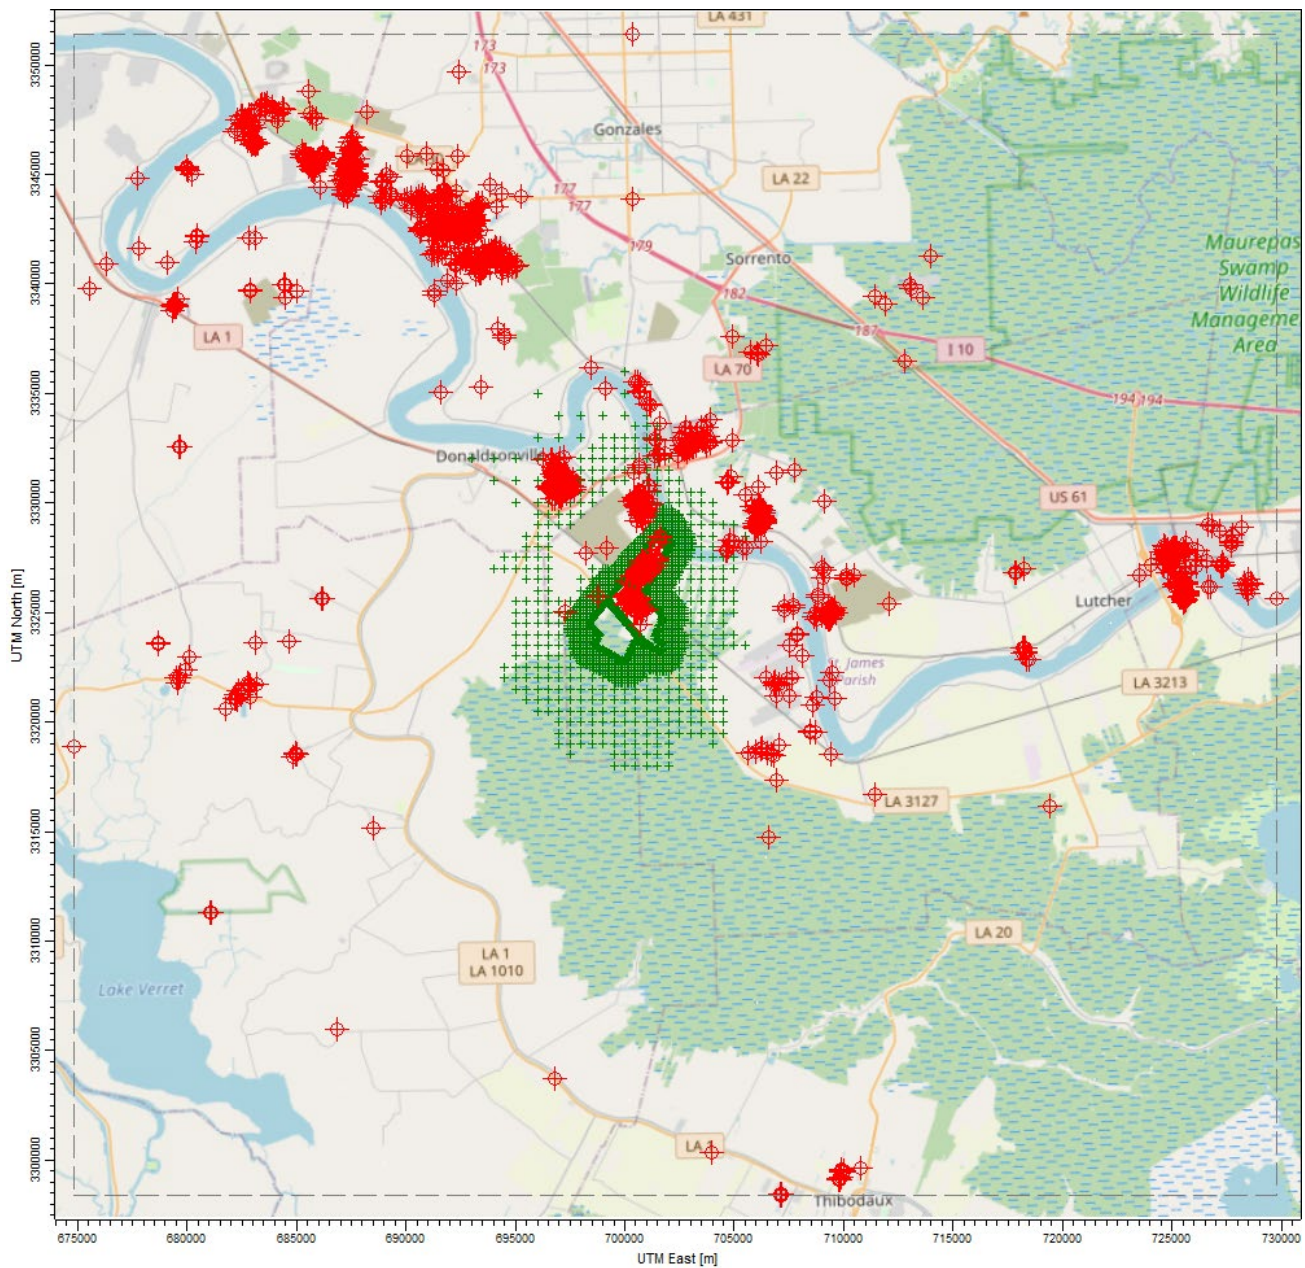 LA 431
173
173
Gonzales
LA 22
177
177
179
Sorrento
182
187
I 10
LA 70
LA 1
Maurepas
Swamp
Wildlife
Manageme
Area
194 194
Donaldsonville
US 61
Lutcher
St. James
Parish
LA 3213
LA 3127
LA 20
LA 1
LA 1010
Lake Verret
LA 1
Thibodaux
3350000
3345000
3340000
3335000
3330000
3325000
3320000
3315000
3310000
3305000
3300000
UTM North [m]
675000 680000 685000 690000 695000 700000 705000 710000 715000 720000 725000 730000
UTM East [m]